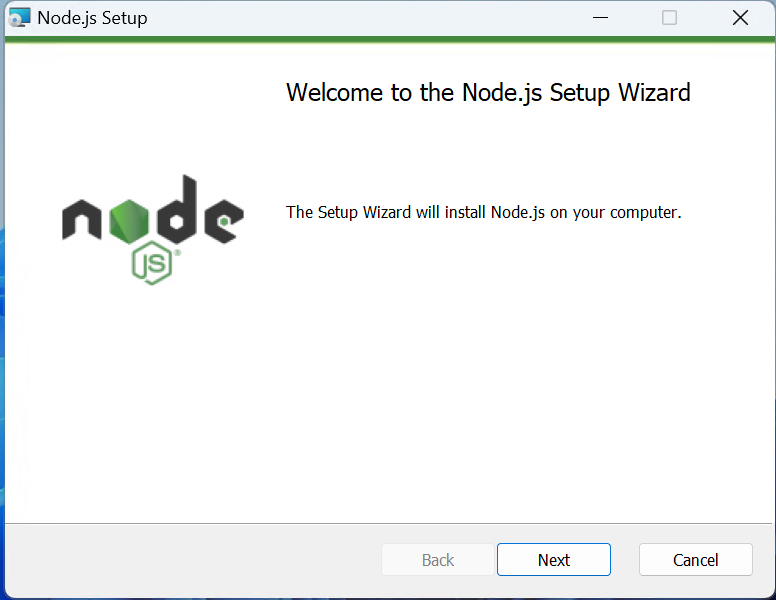 Node.js Setup
Welcome to the Node.js Setup Wizard
The Setup Wizard will install Node.js on your computer.
node
JS®
Back
Next
Cancel